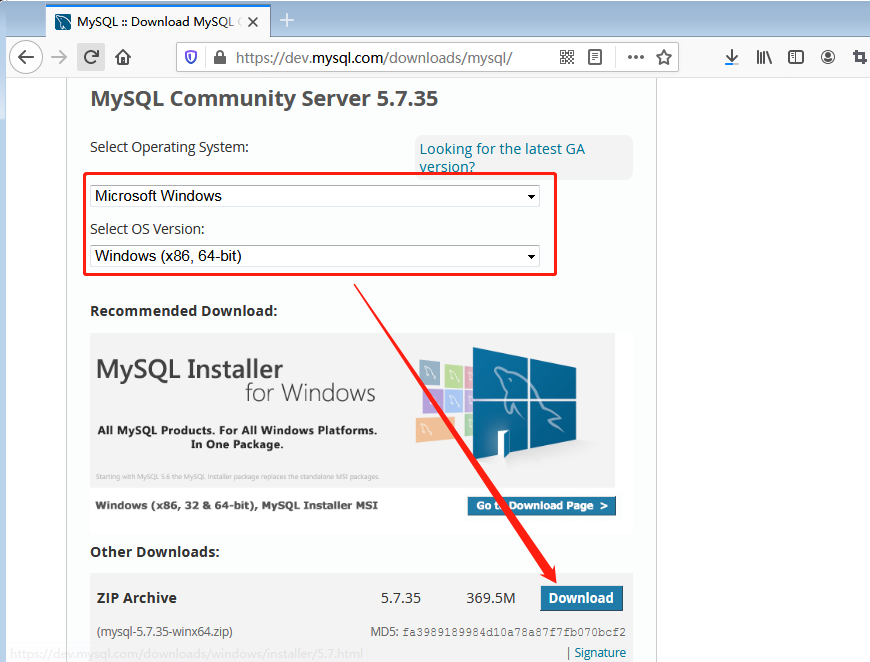 MySQL :: Download MySQL C
https://dev.mysql.com/downloads/mysql/
MySQL Community Server 5.7.35
Select Operating System:
Looking for the latest GA
version?
Microsoft Windows
Select OS Version:
Windows (x86, 64-bit)
Recommended Download:
MySQL Installer
for Windows
All MySQL Products. For All Windows Platforms.
In One Package.
Starting with MySQL 5.6 the MySQL Installer package replaces the standalone MSI packages.
Windows (x86, 32 & 64-bit), MySQL Installer MSI
Go to Download Page >
Other Downloads:
ZIP Archive 5.7.35 369.5M Download
(mysql-5.7.35-winx64.zip) MD5: fa3989189984d10a78a87f7fb070bcf2
| Signature
https://dev.mysql.com/downloads/windows/installer/5.7.html